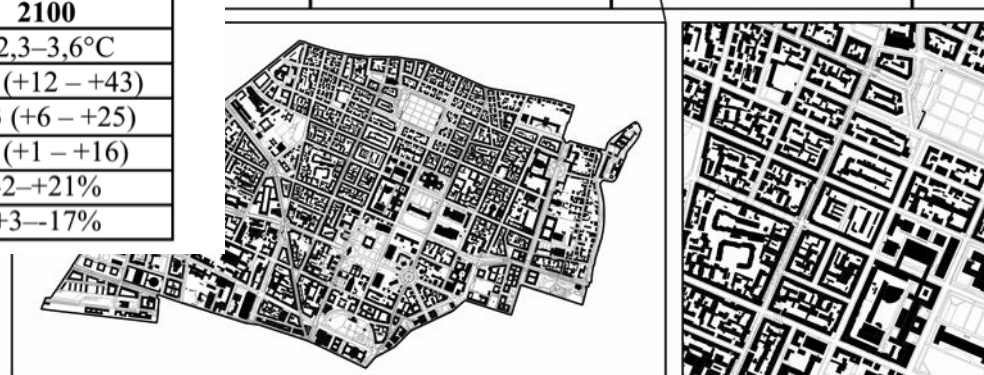 2100
2,3–3,6°C
(+12 – +43)
(+6 – +25)
(+1 – +16)
2–+21%
+3–-17%